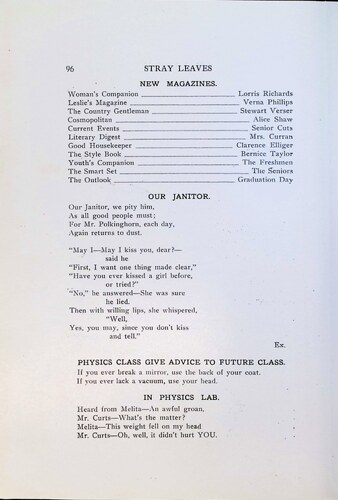 96 STRAY LEAVES
NEW MAGAZINES.
Woman's Companion Lorris Richards
Leslie's Magazine Verna Phillips
The Country Gentleman Stewart Verser
Cosmopolitan Alice Shaw
Current Events Senior Cuts
Literary Digest Mrs. Curran
Good Housekeeper Clarence Elliger
The Style Book Bernice Taylor
Youth's Companion The Freshmen
The Smart Set The Seniors
The Outlook Graduation Day
OUR JANITOR.
Our Janitor, we pity him,
As all good people must;
For Mr. Polkinghorn, each day,
Again returns to dust.
"May I—May I kiss you, dear?—
said he
"First, I want one thing made clear,"
"Have you ever kissed a girl before,
or tried?"
"No," he answered—She was sure
he lied.
Then with willing lips, she whispered,
"Well,
Yes, you may, since you don't kiss
and tell."
Ex.
PHYSICS CLASS GIVE ADVICE TO FUTURE CLASS.
If you ever break a mirror, use the back of your coat.
If you ever lack a vacuum, use your head.
IN PHYSICS LAB.
Heard from Melita—An awful groan.
Mr. Curts—What's the matter?
Melita—This weight fell on my head
Mr. Curts—Oh, well, it didn't hurt YOU.